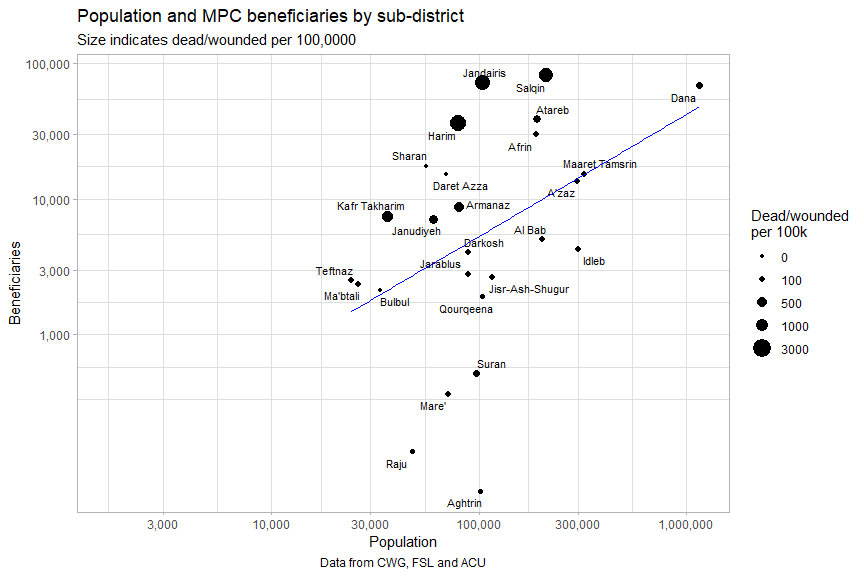 Population and MPC beneficiaries by sub-district
Size indicates dead/wounded per 100,0000
100,000
30,000
10,000
3,000
1,000
Beneficiaries
Jandairis
Salqin
Dana
Atareb
Harim
Afrin
Sharan
Maaret Tamsrin
Daret Azza
A'zaz
Kafr Takharim
Armanaz
Janudiyeh
Al Bab
Darkosh
Idleb
Jarablus
Teftnaz
Jisr-Ash-Shugur
Ma'btali
Bulbul
Qourqeena
Suran
Mare'
Raju
Aghtrin
Dead/wounded
per 100k
0
100
500
1000
3000
3,000
10,000
30,000
100,000
300,000
1,000,000
Population
Data from CWG, FSL and ACU